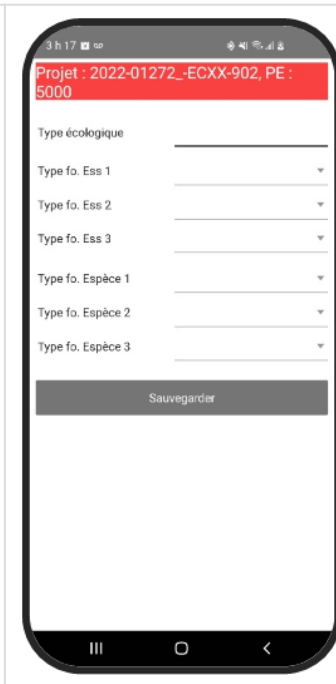 3 h 17
Projet : 2022-01272_-ECXX-902, PE :
5000
Type écologique
Type fo. Ess 1
Type fo. Ess 2
Type fo. Ess 3
Type fo. Espèce 1
Type fo. Espèce 2
Type fo. Espèce 3
Sauvegarder